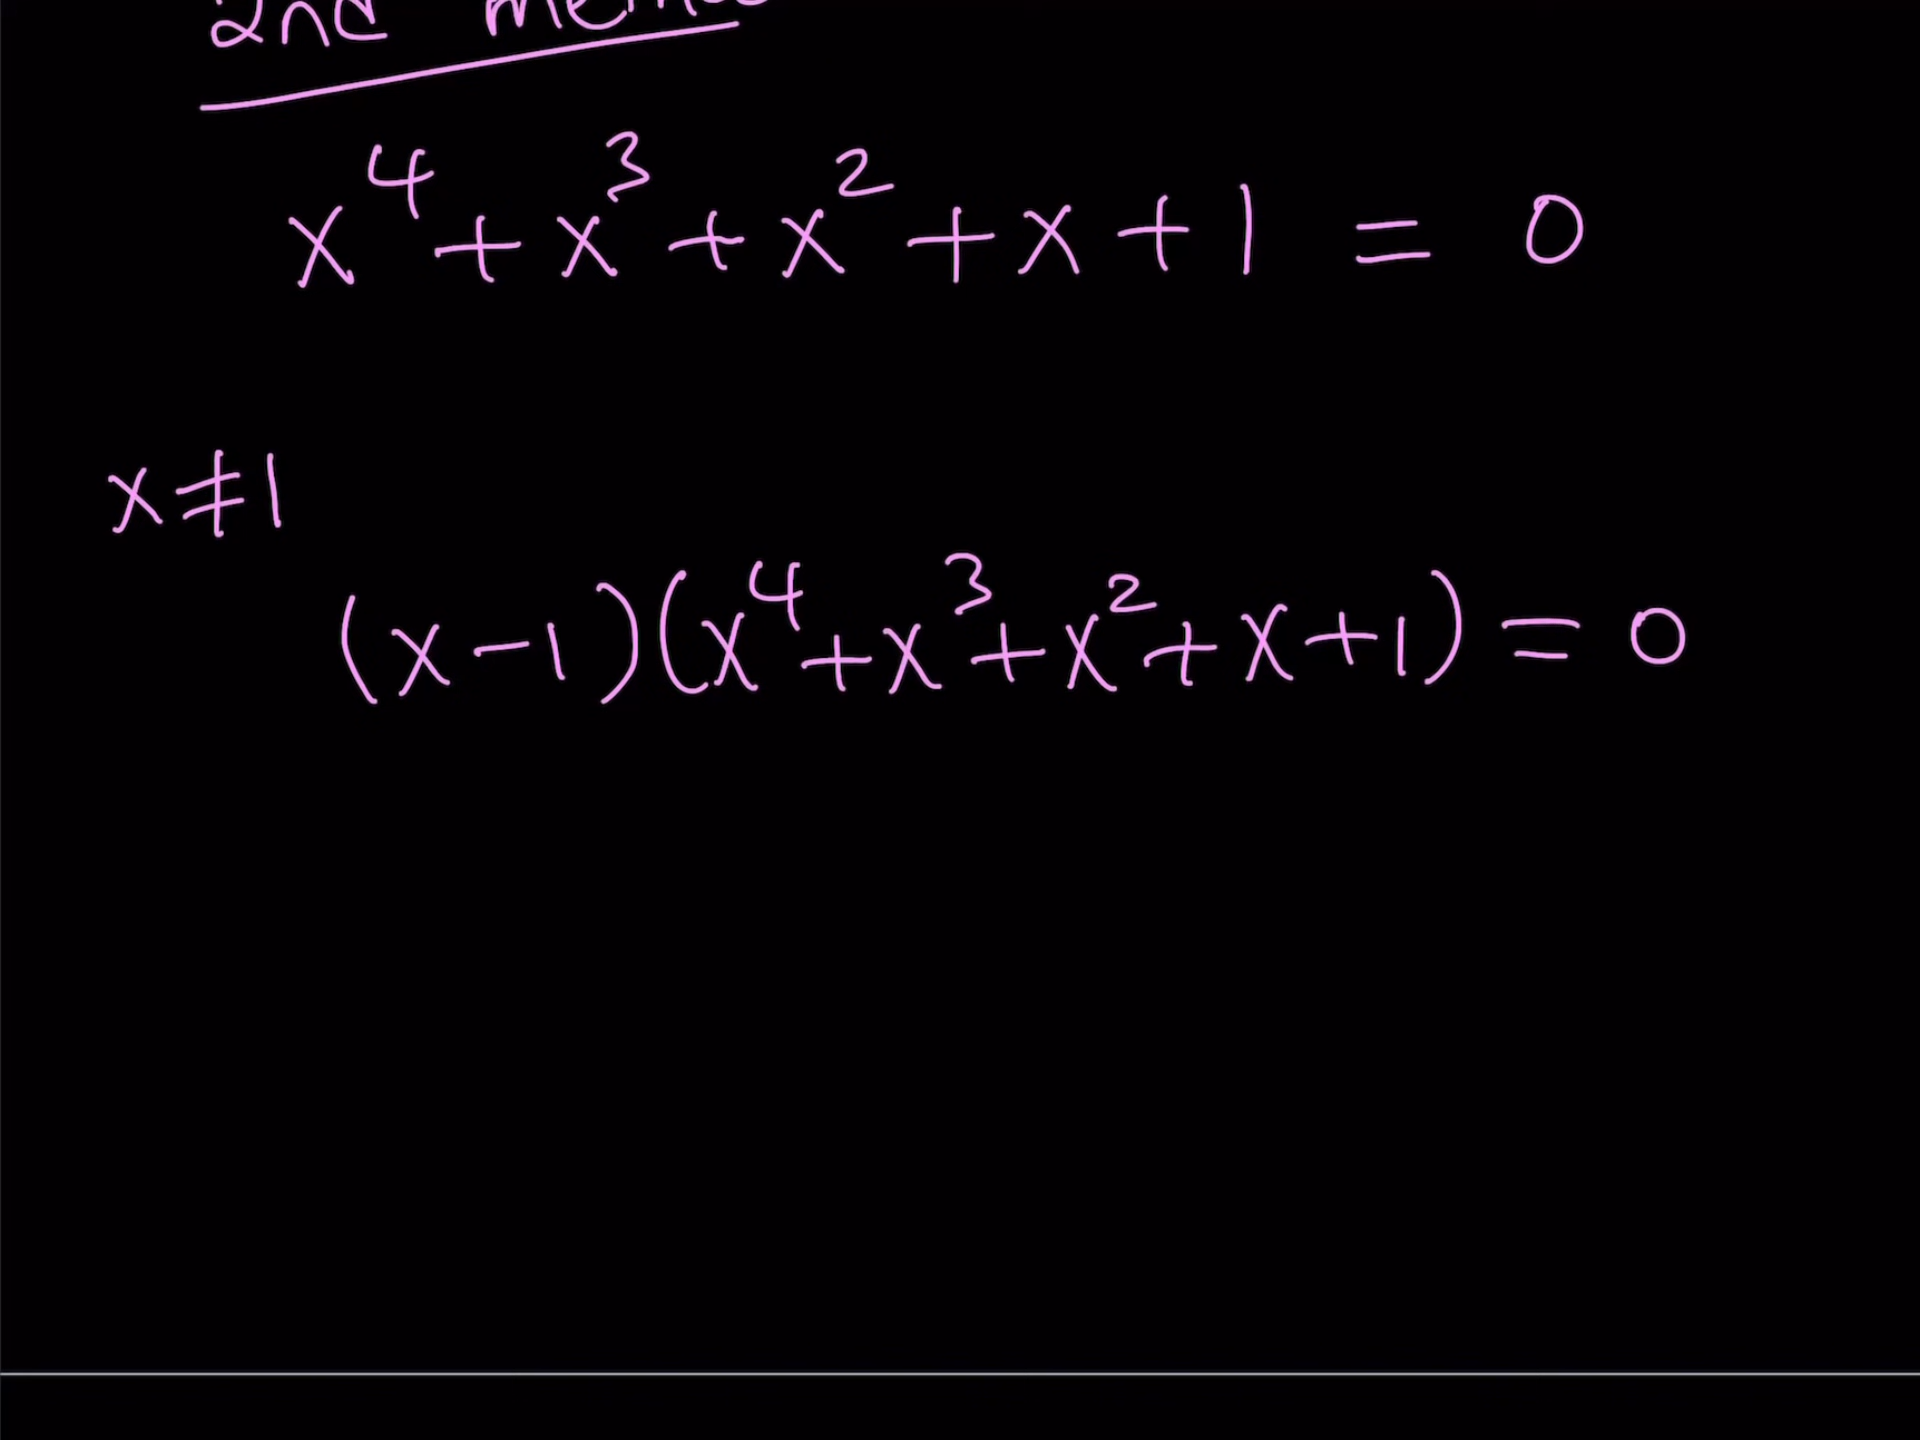 2nd
x⁴ + x³ + x² + x + 1 = 0
x ≠ 1
(x - 1)(x⁴ + x³ + x² + x + 1) = 0